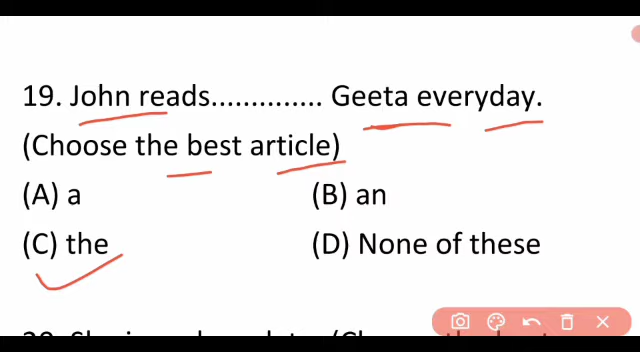 19. John reads.............. Geeta everyday.
(Choose the best article)
(A) a (B) an
(C) the (D) None of these